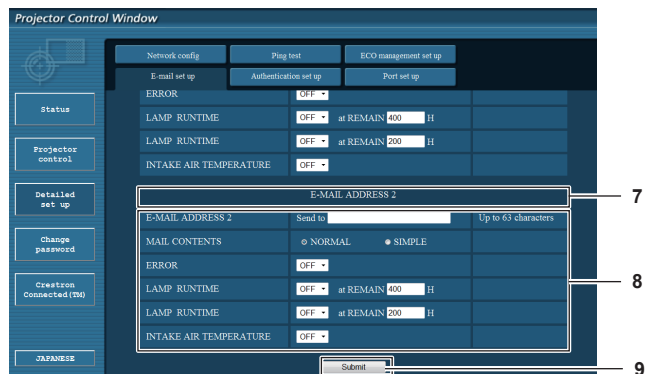 Projector Control Window
Network config Ping test ECO management set up
E-mail set up Authentication set up Port set up
ERROR OFF
LAMP RUNTIME OFF at REMAIN 400 H
LAMP RUNTIME OFF at REMAIN 200 H
INTAKE AIR TEMPERATURE OFF
E-MAIL ADDRESS 2
E-MAIL ADDRESS 2 Send to Up to 63 characters
MAIL CONTENTS NORMAL SIMPLE
ERROR OFF
LAMP RUNTIME OFF at REMAIN 400 H
LAMP RUNTIME OFF at REMAIN 200 H
INTAKE AIR TEMPERATURE OFF
Submit
Status
Projector
control
Detailed
set up
Change
password
Crestron
Connected(TM)
JAPANESE
7
8
9